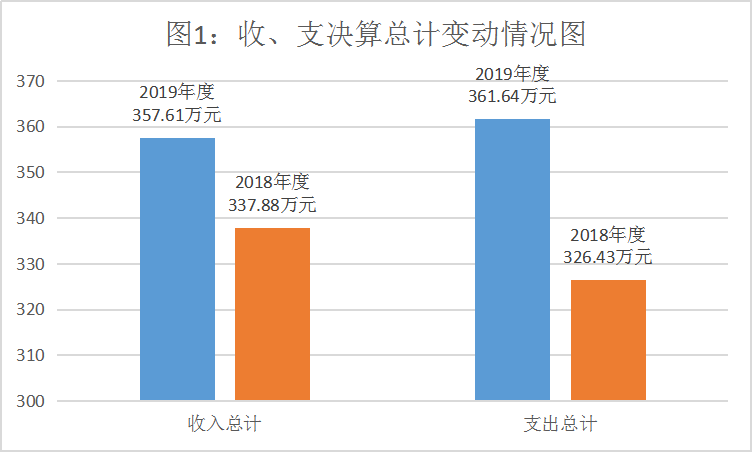 图1：收、支决算总计变动情况图
370
360
350
340
330
320
310
300
2019年度
357.61万元
2018年度
337.88万元
2019年度
361.64万元
2018年度
326.43万元
收入总计
支出总计